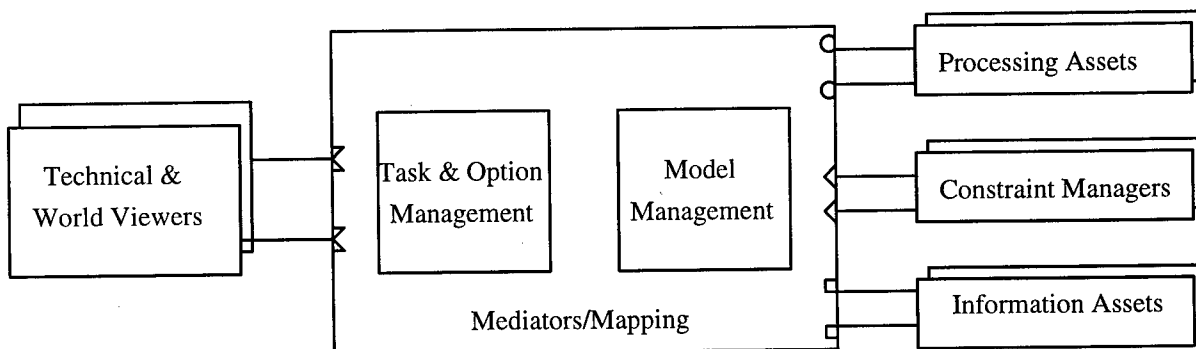 Technical &
World Viewers
Task & Option
Management
Model
Management
Mediators/Mapping
Processing Assets
Constraint Managers
Information Assets